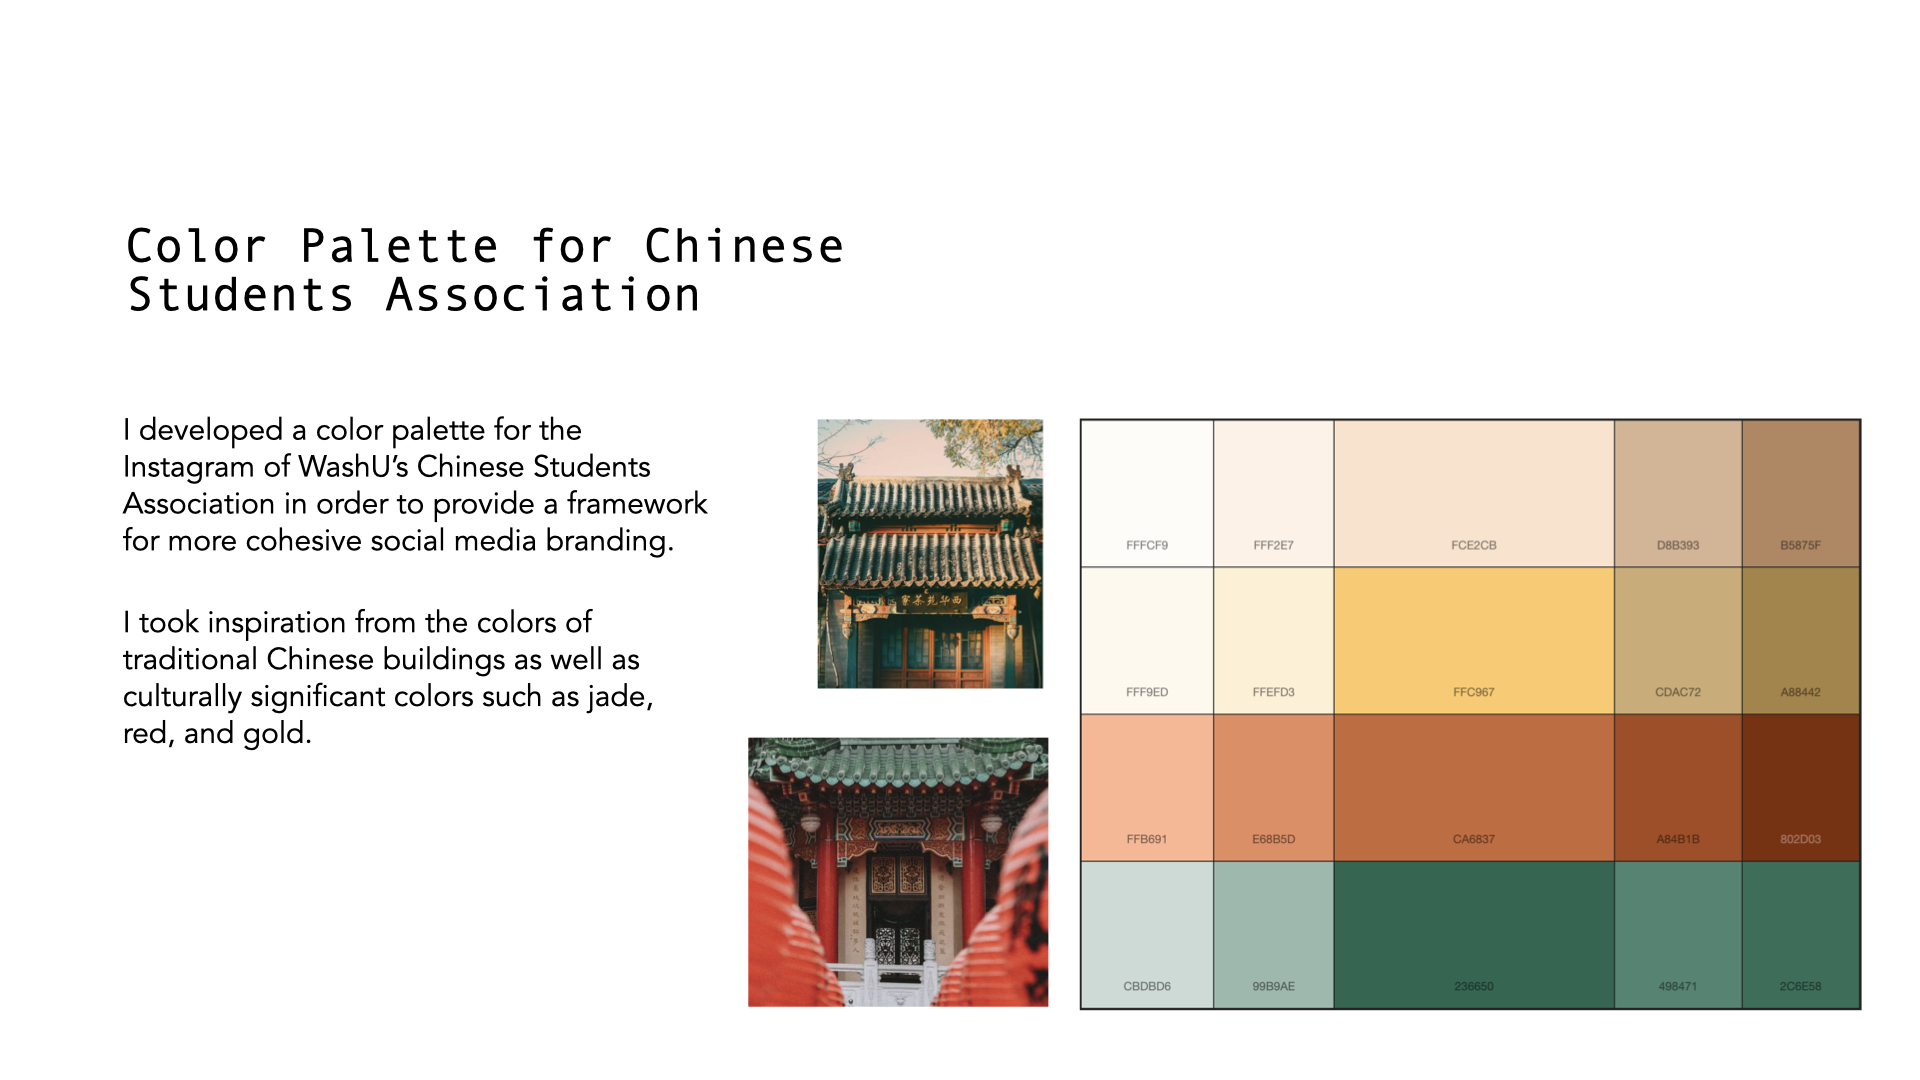 Color Palette for Chinese
Students Association
I developed a color palette for the
Instagram of WashU’s Chinese Students
Association in order to provide a framework
for more cohesive social media branding.
I took inspiration from the colors of
traditional Chinese buildings as well as
culturally significant colors such as jade,
red, and gold.
FFFCF9 FFF2E7 FCE2CB D8B393 B5875F
FFF9ED FFEFD3 FFC967 CDAC72 A88442
FFB691 E68B5D CA6837 A84B1B 802D03
CBDBD6 99B9AE 236650 498471 2C6E58